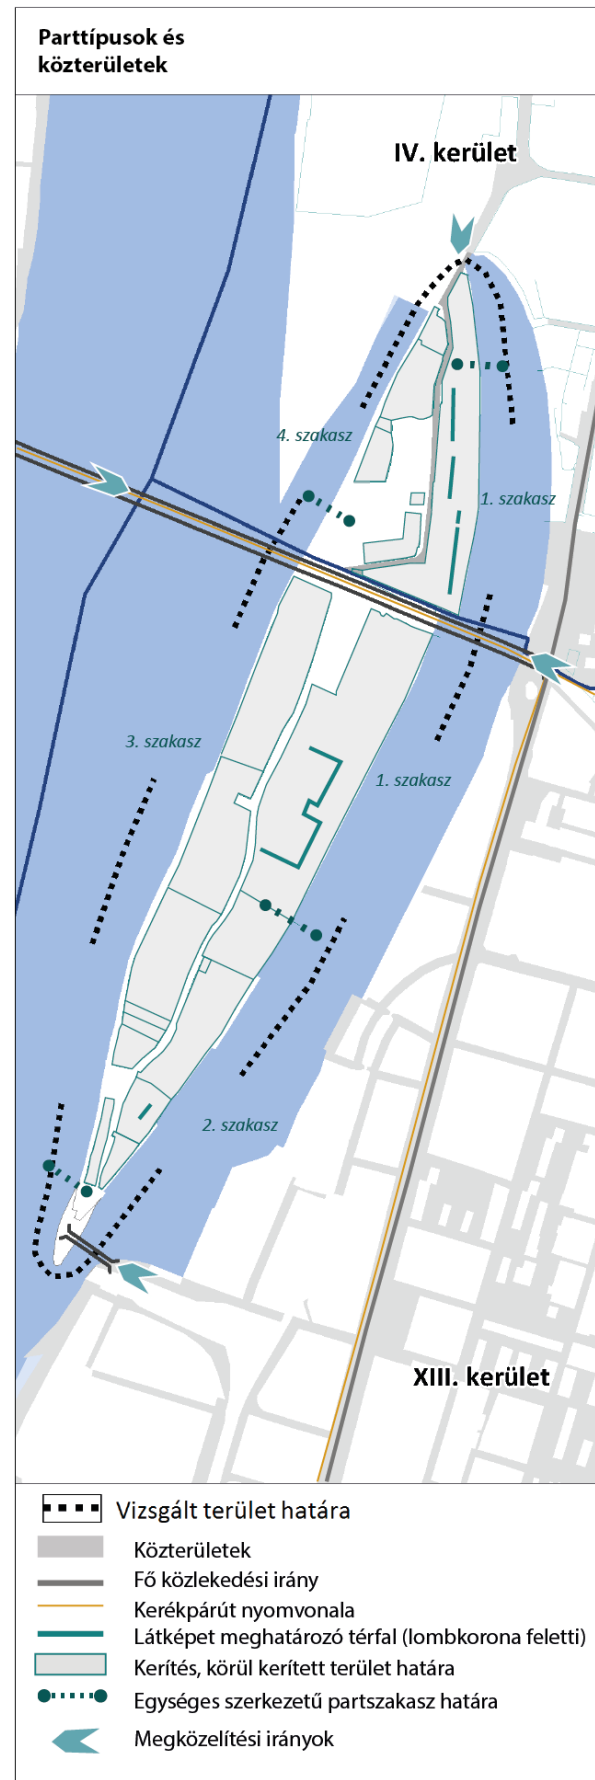 Parttípusok és
közterületek
IV. kerület
4. szakasz
1. szakasz
3. szakasz
1. szakasz
2. szakasz
XIII. kerület
Vizsgált terület határa
Közterületek
Fő közlekedési irány
Kerékpárút nyomvonala
Látképet meghatározó térfal (lombkorona feletti)
Kerítés, körül kerített terület határa
Egységes szerkezetű partszakasz határa
Megközelítési irányok